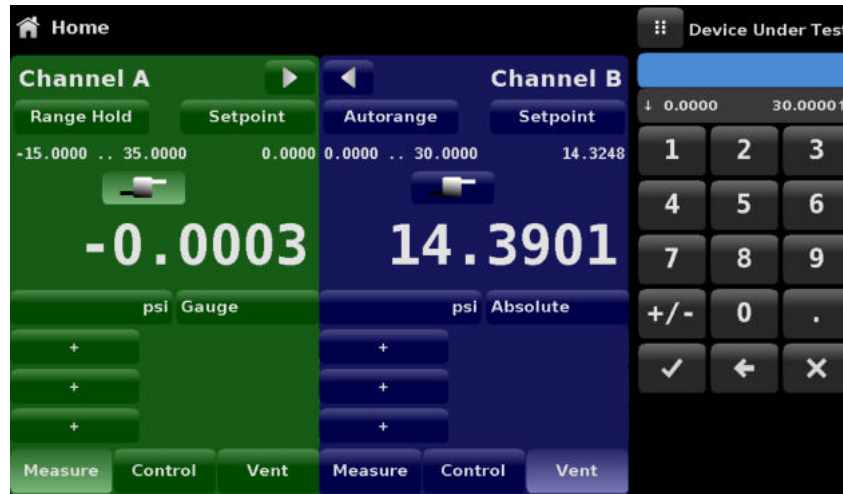 Home
Device Under Test
Channel A
Channel B
Range Hold Setpoint
Autorange Setpoint
-15.0000 .. 35.0000 0.0000
0.0000 .. 30.0000 14.3248
-0.0003
14.3901
psi Gauge
psi Absolute
+ +
+ +
+ +
Measure Control Vent
Measure Control Vent
↓ 0.0000 30.00001
1 2 3
4 5 6
7 8 9
+/- 0 .